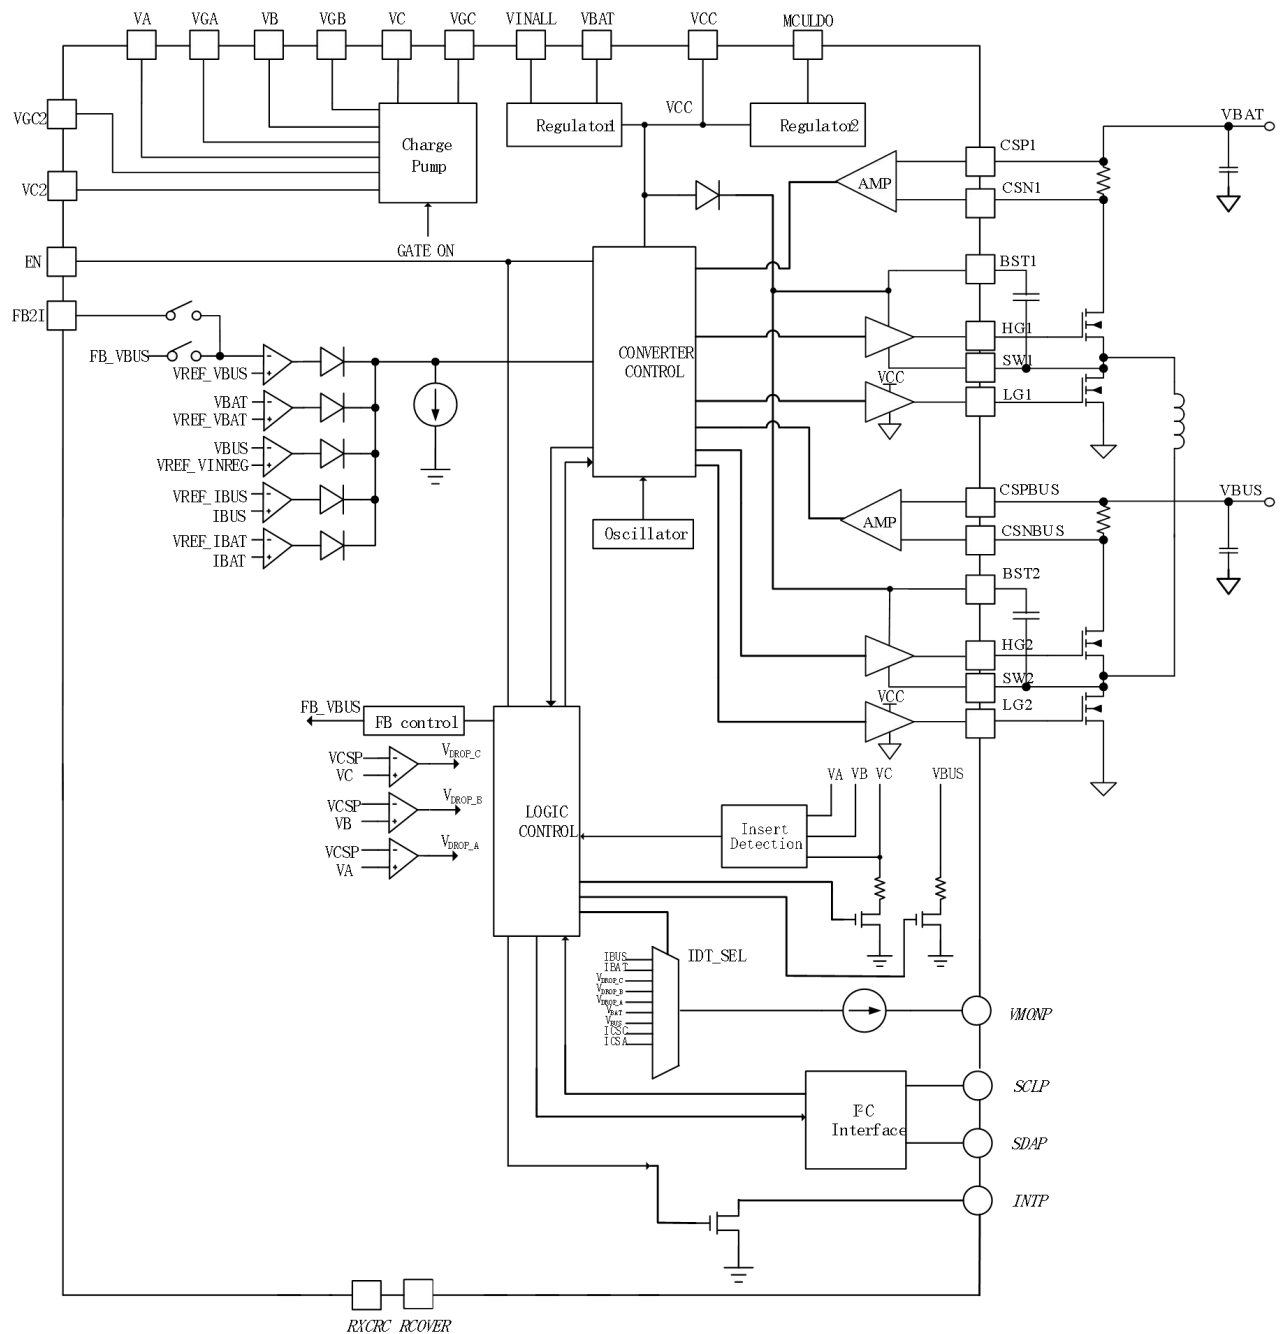 VA
VGA
VB
VGB
VC
VGC
VINALL
VBAT
VCC
MCULDO
VGC2
VC2
EN
FB2I
Charge
Pump
GATE ON
Regulator1
VCC
Regulator2
AMP
CSP1
CSN1
VBAT
BST1
HG1
SW1
LG1
VCC
CONVERTER
CONTROL
FB_VBUS
VREF_VBUS
VBAT
VREF_VBAT
VBUS
VREF_VINREG
VREF_IBUS
IBUS
VREF_IBAT
IBAT
- + - + - + - + - +
Oscillator
AMP
CSPBUS
CSNBUS
VBUS
BST2
HG2
SW2
LG2
VCC
FB_VBUS
FB control
VCSP
VC
- +
VDROP_C
VCSP
VB
- +
VDROP_B
VCSP
VA
- +
VDROP_A
LOGIC
CONTROL
VA
VB
VC
VBUS
Insert
Detection
IDT_SEL
IBUS
IBAT
VDROP_C
VDROP_B
VDROP_A
VBAT
VBUS
ICSC
ICSA
VMONP
I²C
Interface
SCLP
SDAP
INTP
RXCRC
RCOVER